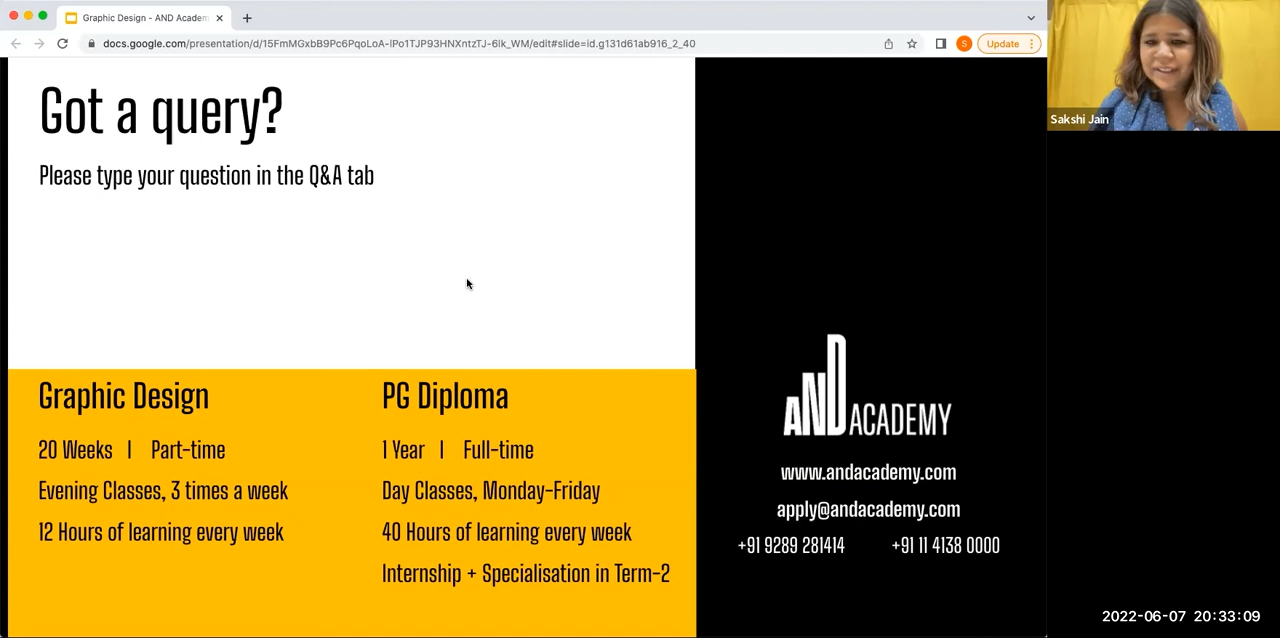 Graphic Design - AND Academ
docs.google.com/presentation/d/15FmMGxbB9Pc6PqoLoA-lPo1TJP93HNXntzTJ-6lk_WM/edit#slide=id.g131d61ab916_2_40
S
Update
Sakshi Jain
Got a query?
Please type your question in the Q&A tab
Graphic Design
20 Weeks | Part-time
Evening Classes, 3 times a week
12 Hours of learning every week
PG Diploma
1 Year | Full-time
Day Classes, Monday-Friday
40 Hours of learning every week
Internship + Specialisation in Term-2
AND ACADEMY
www.andacademy.com
apply@andacademy.com
+91 9289 281414 +91 11 4138 0000
2022-06-07 20:33:09